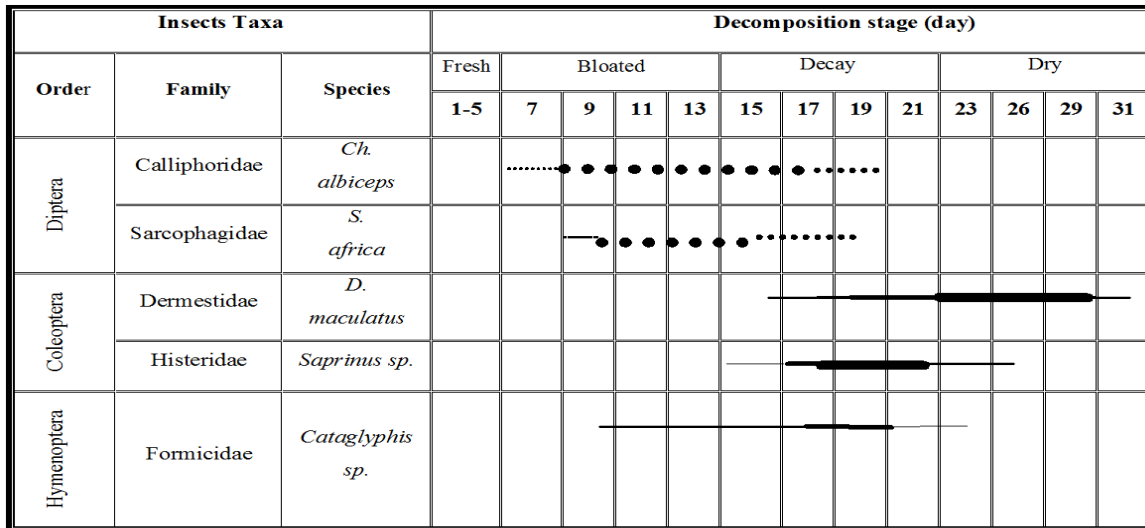 Insects Taxa Decomposition stage (day)
Order Family Species Fresh Bloated Decay Dry
1-5 7 9 11 13 15 17 19 21 23 26 29 31
Diptera
Calliphoridae
Ch.
albiceps
Sarcophagidae
S.
africa
Coleoptera
Dermestidae
D.
maculatus
Histeridae
Saprinus sp.
Hymenoptera
Formicidae
Cataglyphis
sp.